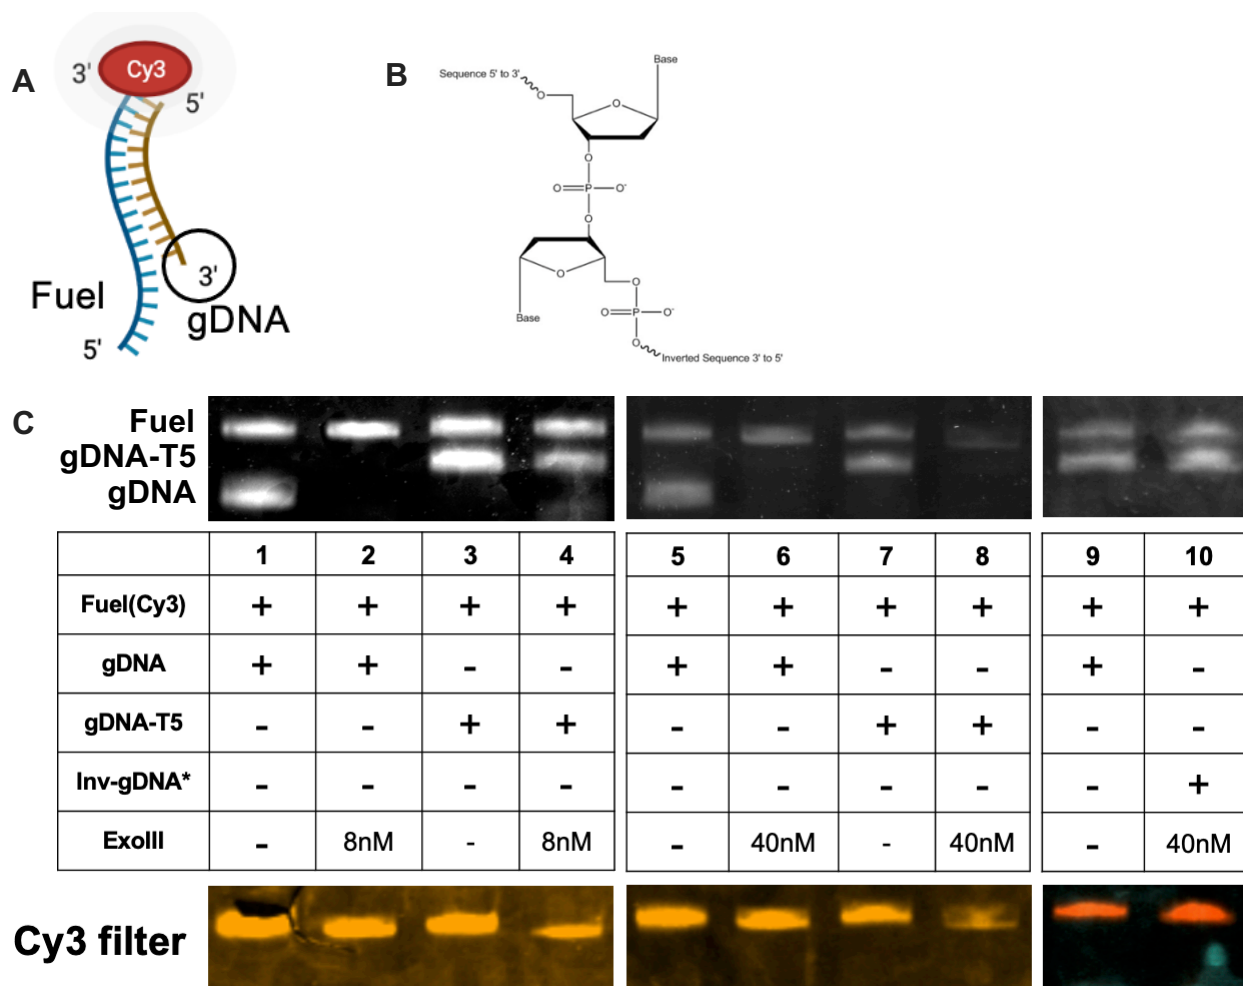 A
3'
Cy3
5'
3'
Fuel
gDNA
5'
B
Sequence 5' to 3'
Base
O
O
O
O=P—O-
O
O
O
Base
O=P—O-
O
Inverted Sequence 3' to 5'
C
Fuel
gDNA-T5
gDNA
1 2 3 4 5 6 7 8 9 10
Fuel(Cy3) + + + + + + + + + +
gDNA + + - - + + - - + -
gDNA-T5 - - + + - - + + - -
Inv-gDNA* - - - - - - - - - +
ExoIII - 8nM - 8nM - 40nM - 40nM - 40nM
Cy3 filter